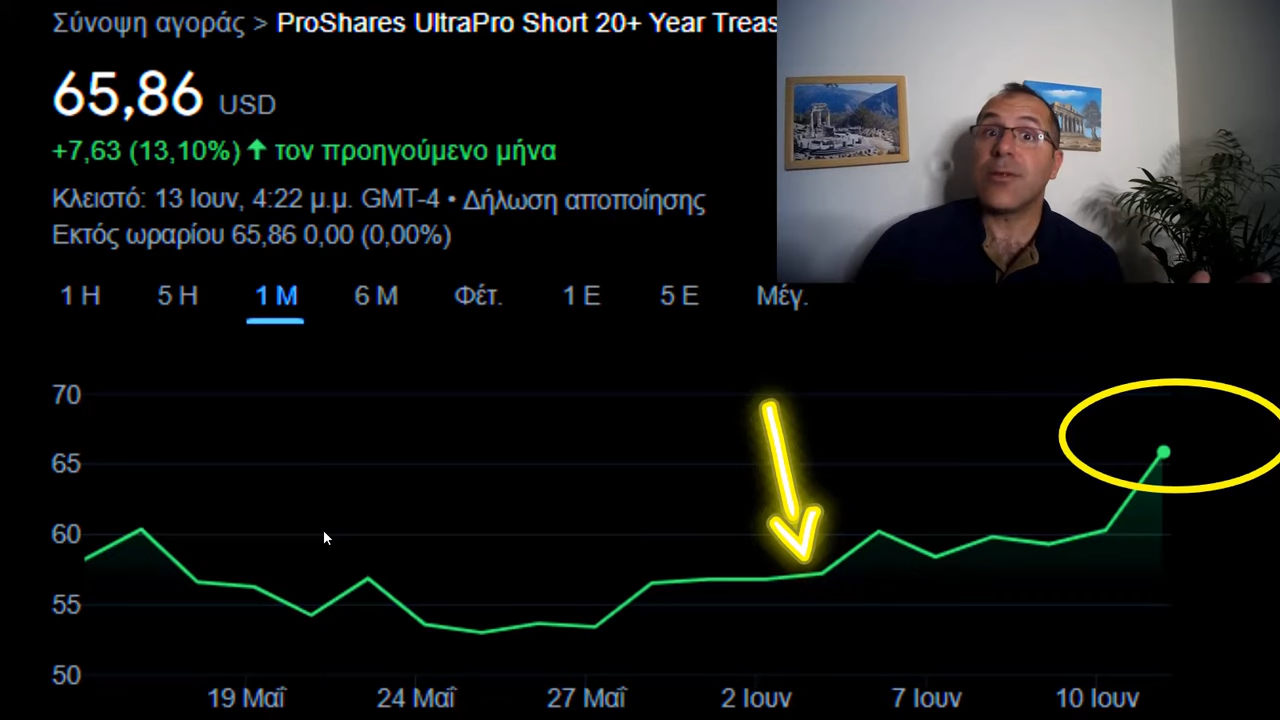 Σύνοψη αγοράς > ProShares UltraPro Short 20+ Year Treas
65,86 USD
+7,63 (13,10%) ↑ τον προηγούμενο μήνα
Κλειστό: 13 Ιουν, 4:22 μ.μ. GMT-4 • Δήλωση αποποίησης
Εκτός ωραρίου 65,86 0,00 (0,00%)
1 Η 5 Η 1 Μ 6 Μ Φέτ. 1 Ε 5 Ε Μέγ.
70
65
60
55
50
19 Μαΐ 24 Μαΐ 27 Μαΐ 2 Ιουν 7 Ιουν 10 Ιουν